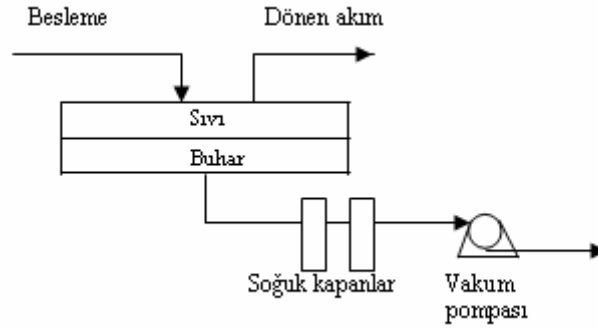 Besleme
Dönen akım
Sıvı
Buhar
Soğuk kapanlar
Vakum
pompası